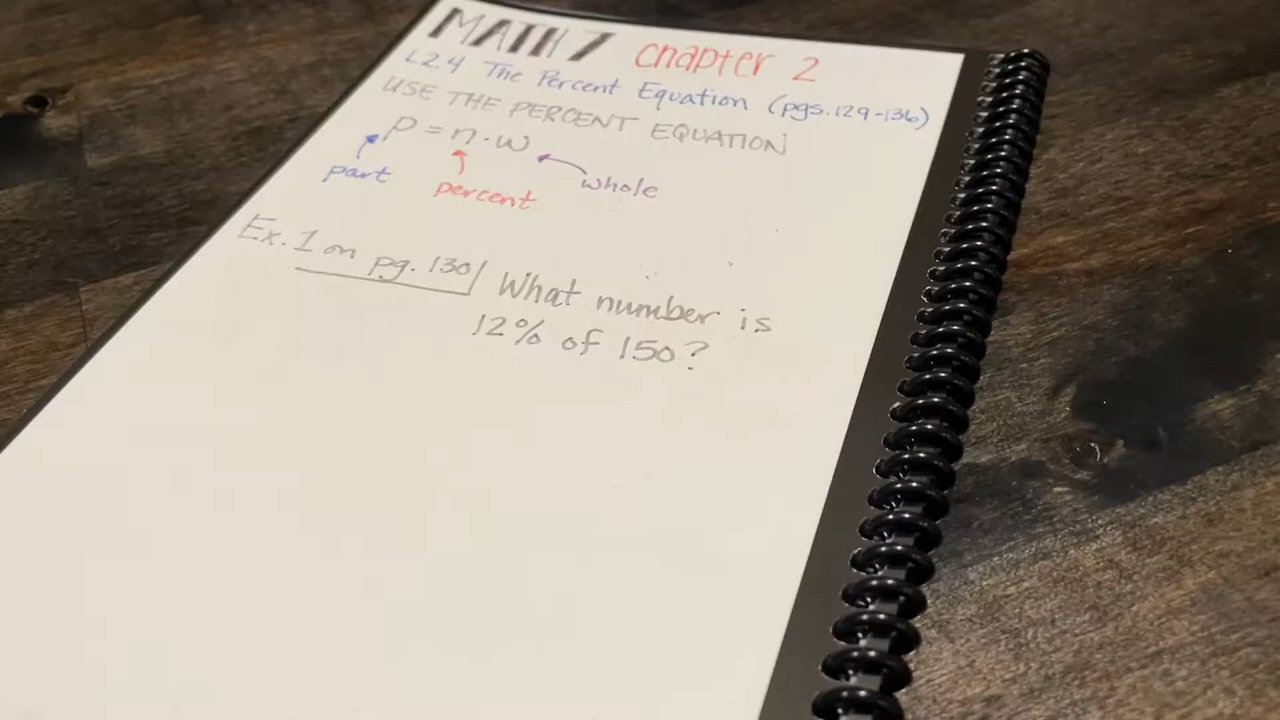 MATH 7 chapter 2
L2.4 The Percent Equation (pgs.129-136)
USE THE PERCENT EQUATION
p = n · w
part percent whole
Ex. 1 on pg. 130 What number is
12% of 150?